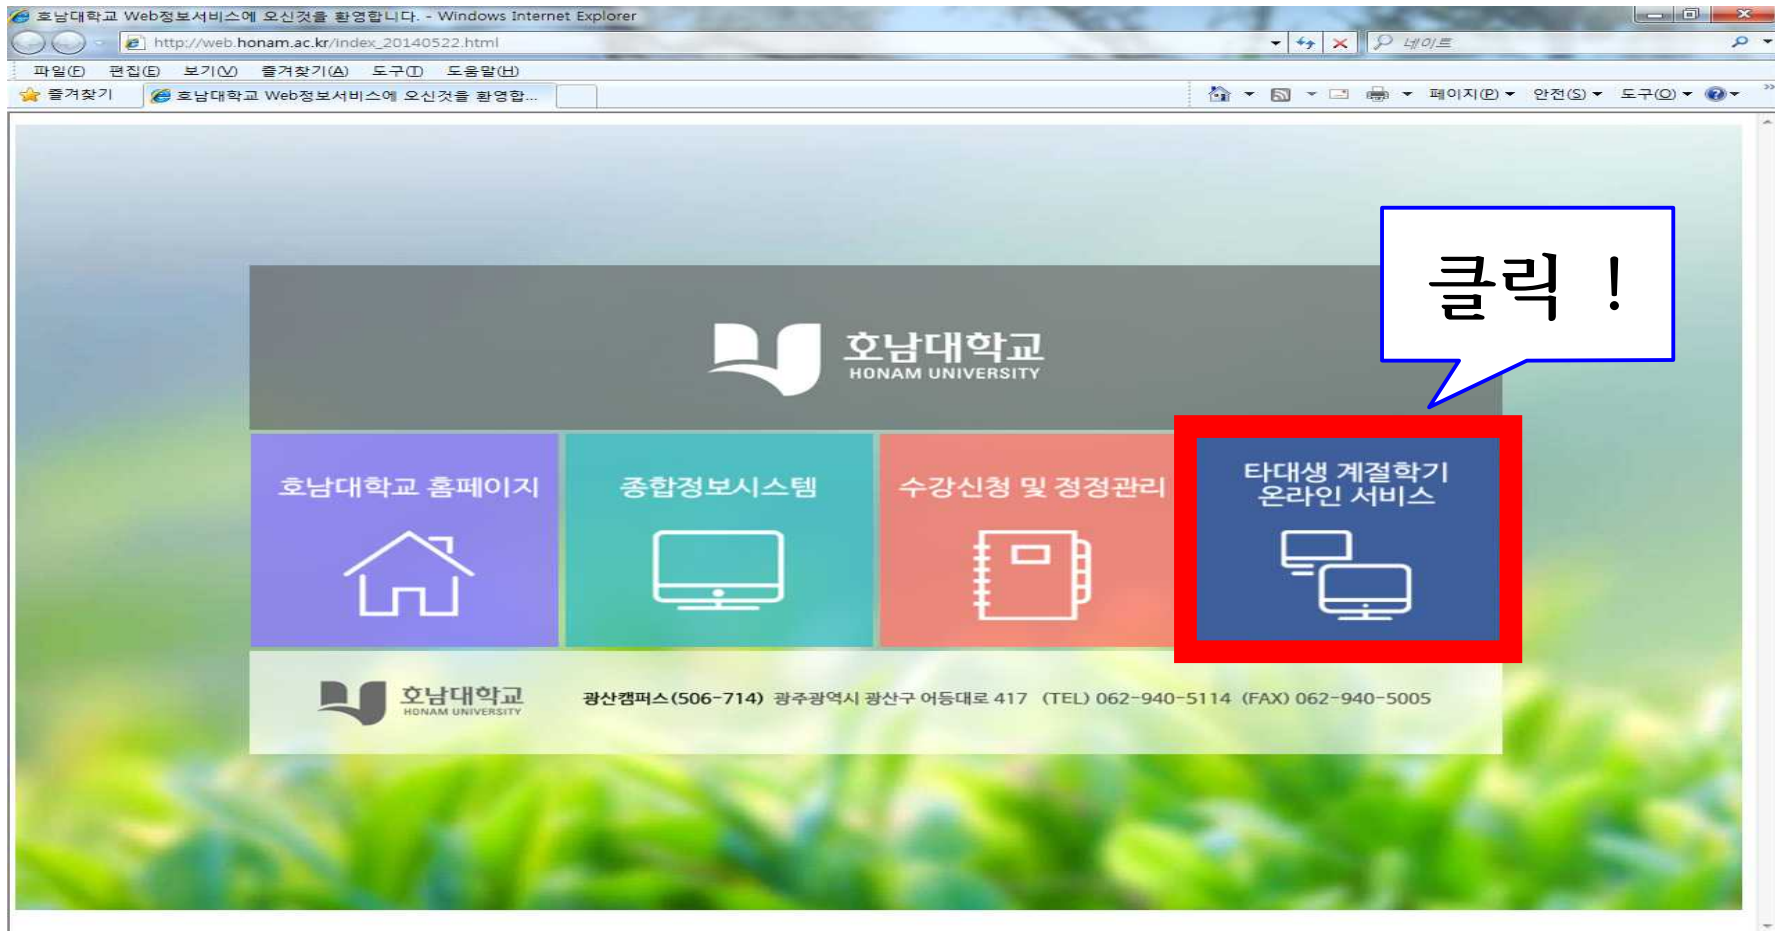 호남대학교 Web정보서비스에 오신것을 환영합니다. - Windows Internet Explorer
http://web.honam.ac.kr/index_20140522.html
네이트
파일(F) 편집(E) 보기(V) 즐겨찾기(A) 도구(T) 도움말(H)
즐겨찾기 호남대학교 Web정보서비스에 오신것을 환영합... 페이지(P) 안전(S) 도구(O)
클릭 !
호남대학교
HONAM UNIVERSITY
호남대학교 홈페이지
종합정보시스템
수강신청 및 정정관리
타대생 계절학기
온라인 서비스
호남대학교
HONAM UNIVERSITY
광산캠퍼스(506-714) 광주광역시 광산구 어등대로 417 (TEL) 062-940-5114 (FAX) 062-940-5005